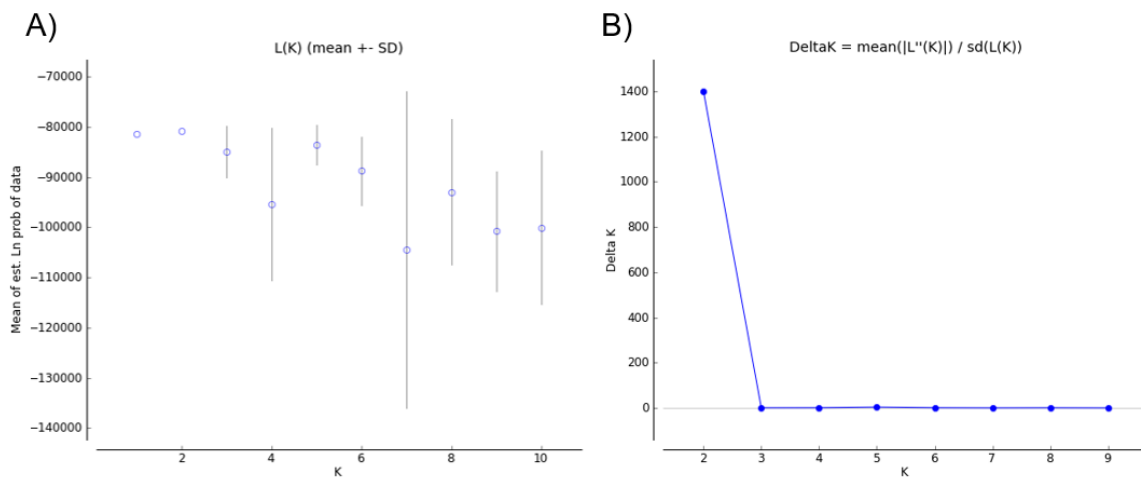 A)
L(K) (mean +- SD)
Mean of est. Ln prob of data
−70000
−80000
−90000
−100000
−110000
−120000
−130000
−140000
2 4 6 8 10
K
B)
DeltaK = mean(|L''(K)|) / sd(L(K))
Delta K
1400
1200
1000
800
600
400
200
0
2 3 4 5 6 7 8 9
K